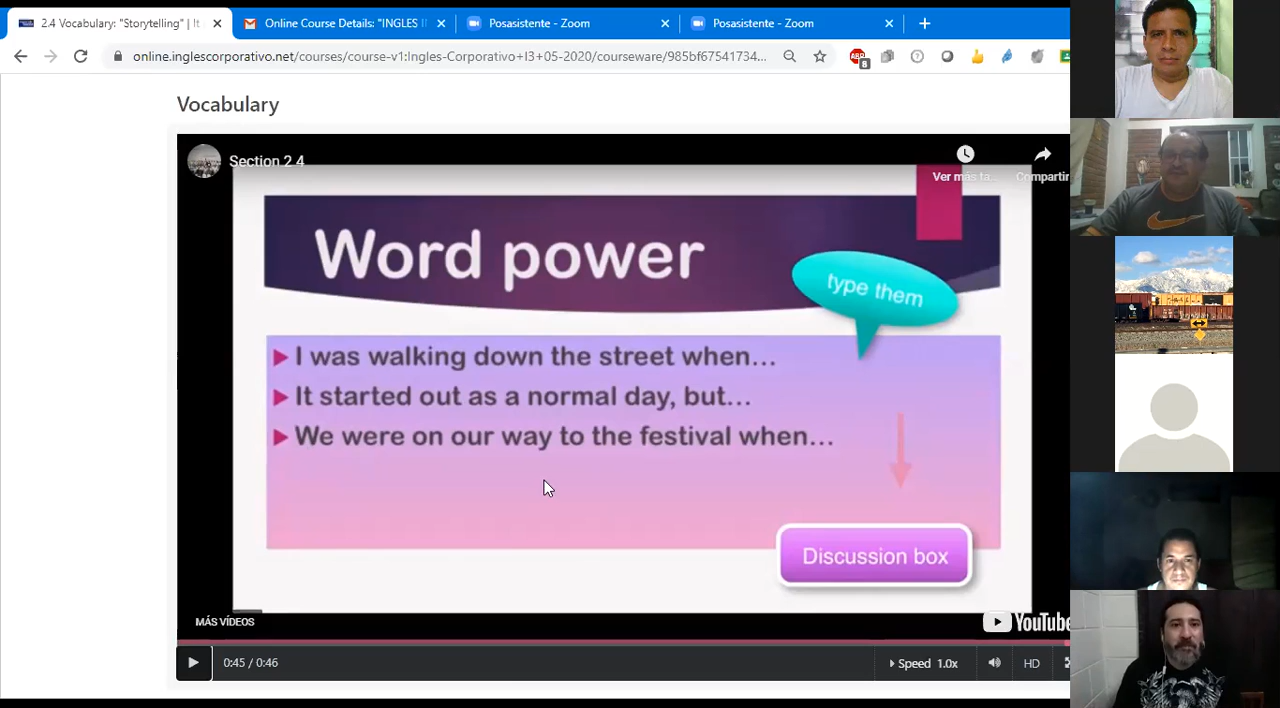 2.4 Vocabulary: "Storytelling" | It
Online Course Details: "INGLES I
Posasistente - Zoom
Posasistente - Zoom
online.inglescorporativo.net/courses/course-v1:Ingles-Corporativo+I3+05-2020/courseware/985bf67541734...
8
Vocabulary
Section 2 4
Ver más ta...
Compartir
Word power
type them
I was walking down the street when...
It started out as a normal day, but...
We were on our way to the festival when...
Discussion box
MÁS VÍDEOS
YouTube
0:45 / 0:46
Speed 1.0x
HD